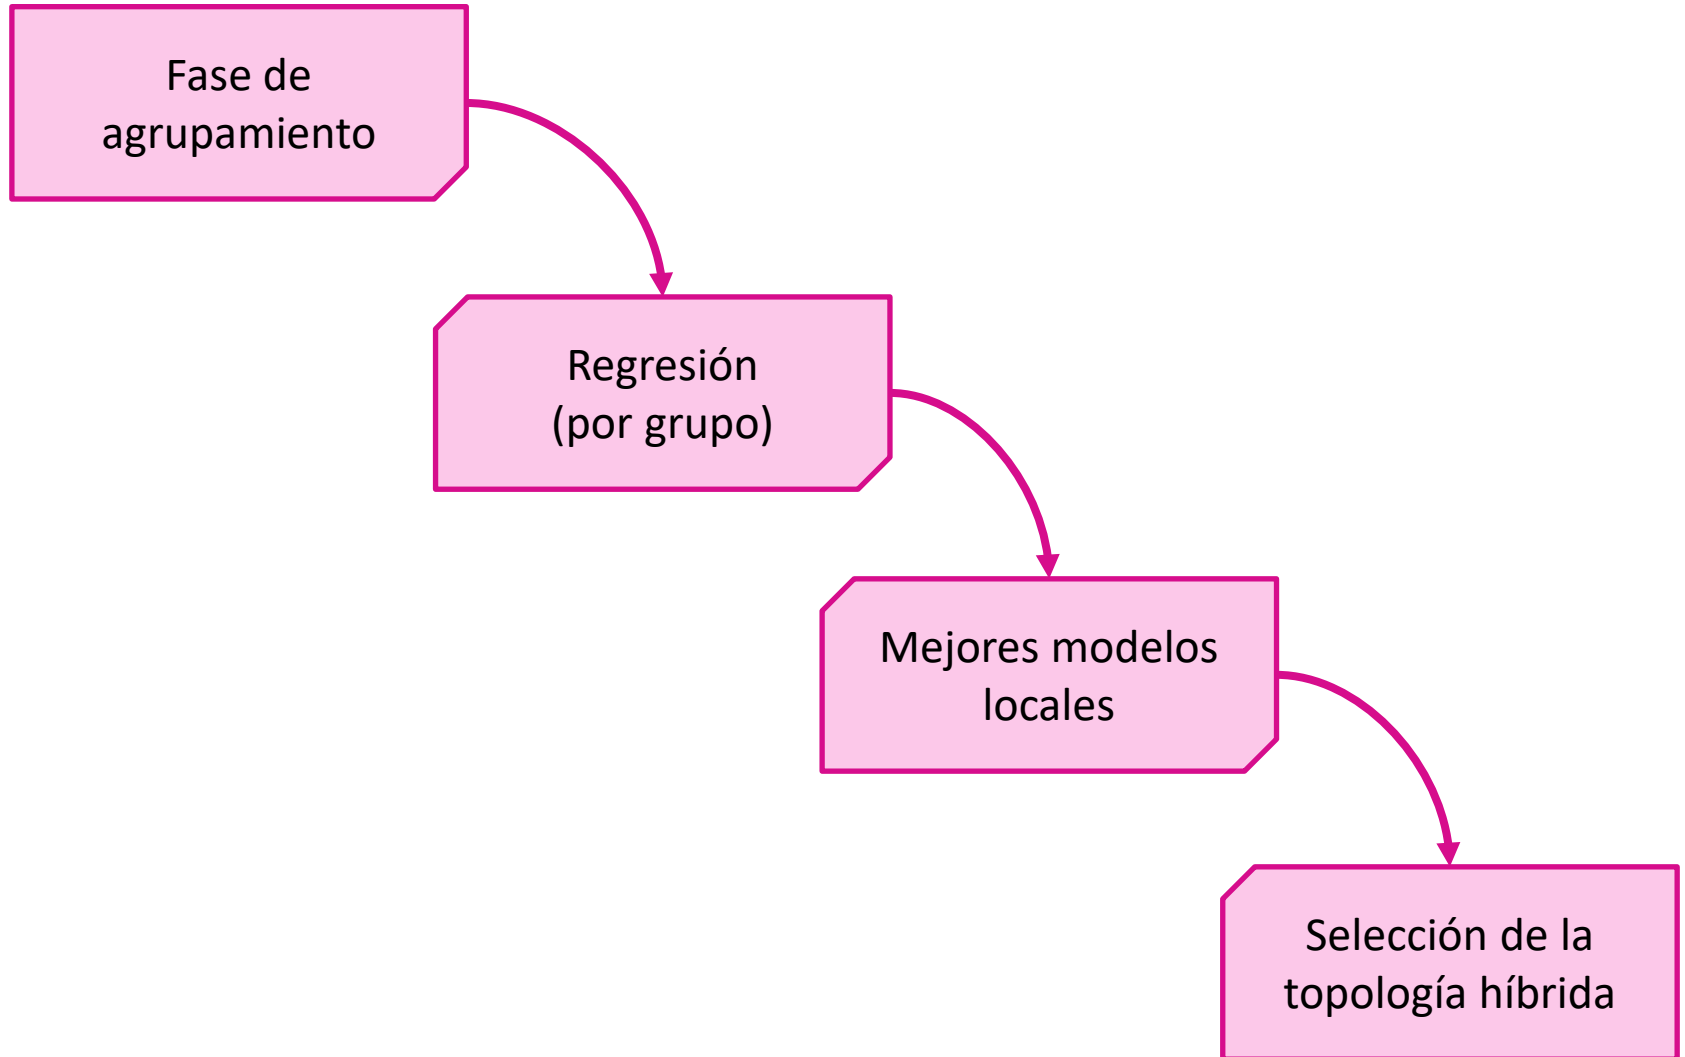 Fase de
agrupamiento
Regresión
(por grupo)
Mejores modelos
locales
Selección de la
topología híbrida